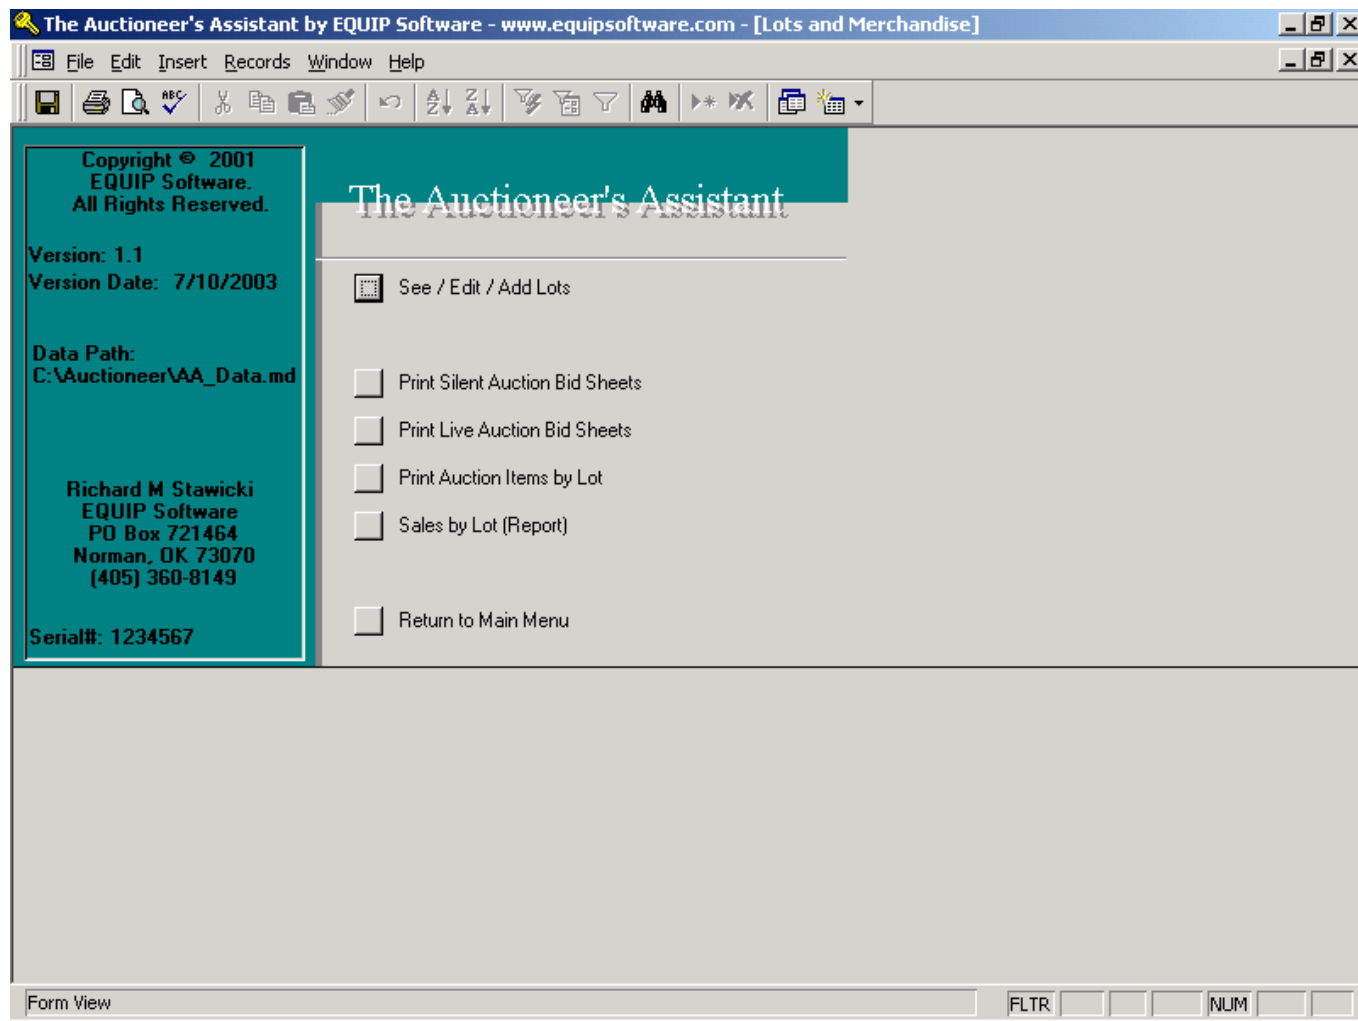 The Auctioneer's Assistant by EQUIP Software - www.equipsoftware.com - [Lots and Merchandise]
File Edit Insert Records Window Help
Copyright © 2001
EQUIP Software.
All Rights Reserved.
Version: 1.1
Version Date: 7/10/2003
Data Path:
C:\Auctioneer\AA_Data.md
Richard M Stawicki
EQUIP Software
PO Box 721464
Norman, OK 73070
(405) 360-8149
Serial#: 1234567
The Auctioneer's Assistant
See / Edit / Add Lots
Print Silent Auction Bid Sheets
Print Live Auction Bid Sheets
Print Auction Items by Lot
Sales by Lot (Report)
Return to Main Menu
Form View
FLTR
NUM